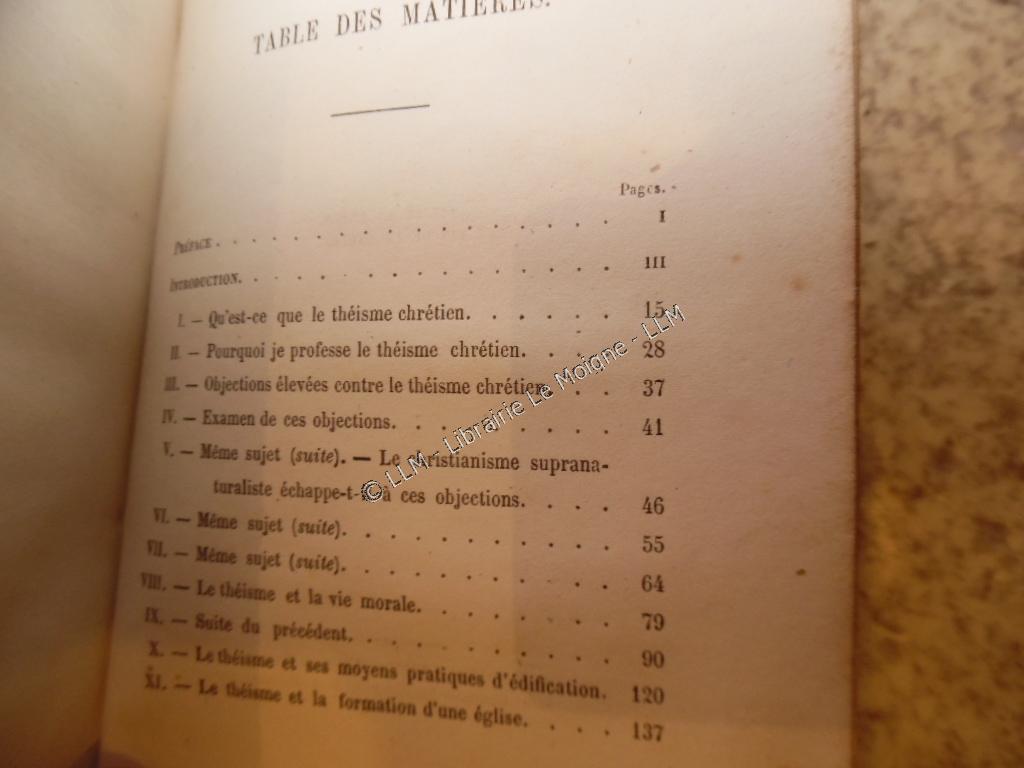 TABLE DES MATIÈRES.
Pages.
PRÉFACE . . . . . . . . . . . . . . . . I
INTRODUCTION. . . . . . . . . . . . . . . III
I. — Qu'est-ce que le théisme chrétien. . . . . . 15
II. — Pourquoi je professe le théisme chrétien. . . . 28
III. — Objections élevées contre le théisme chrétien . . 37
IV. — Examen de ces objections. . . . . . . . . 41
V. — Même sujet (suite). — Le christianisme supranaturaliste
échappe-t-il à ces objections. . . . 46
VI. — Même sujet (suite). . . . . . . . . . . 55
VII. — Même sujet (suite). . . . . . . . . . . 64
VIII. — Le théisme et la vie morale. . . . . . . . 79
IX. — Suite du précédent. . . . . . . . . . . 90
X. — Le théisme et ses moyens pratiques d'édification. 120
XI. — Le théisme et la formation d'une église. . . . 137
© LLM - Librairie Le Moigne - LLM